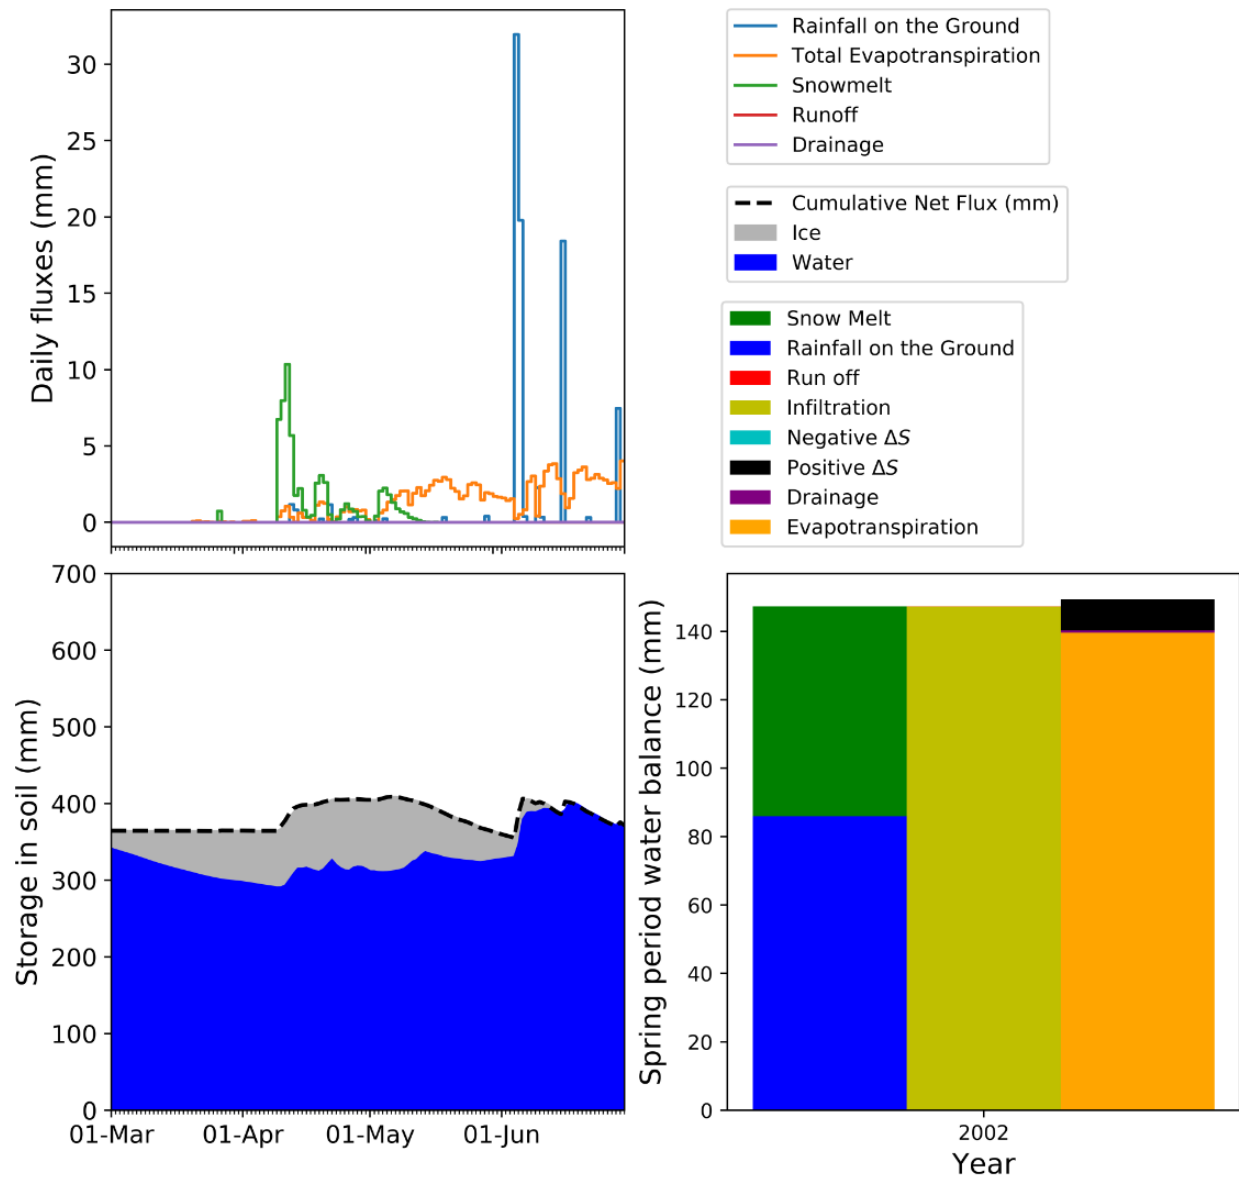 Daily fluxes (mm)
30
25
20
15
10
5
0
Rainfall on the Ground
Total Evapotranspiration
Snowmelt
Runoff
Drainage
Cumulative Net Flux (mm)
Ice
Water
Snow Melt
Rainfall on the Ground
Run off
Infiltration
Negative ΔS
Positive ΔS
Drainage
Evapotranspiration
Storage in soil (mm)
700
600
500
400
300
200
100
0
01-Mar 01-Apr 01-May 01-Jun
Spring period water balance (mm)
140
120
100
80
60
40
20
0
2002
Year